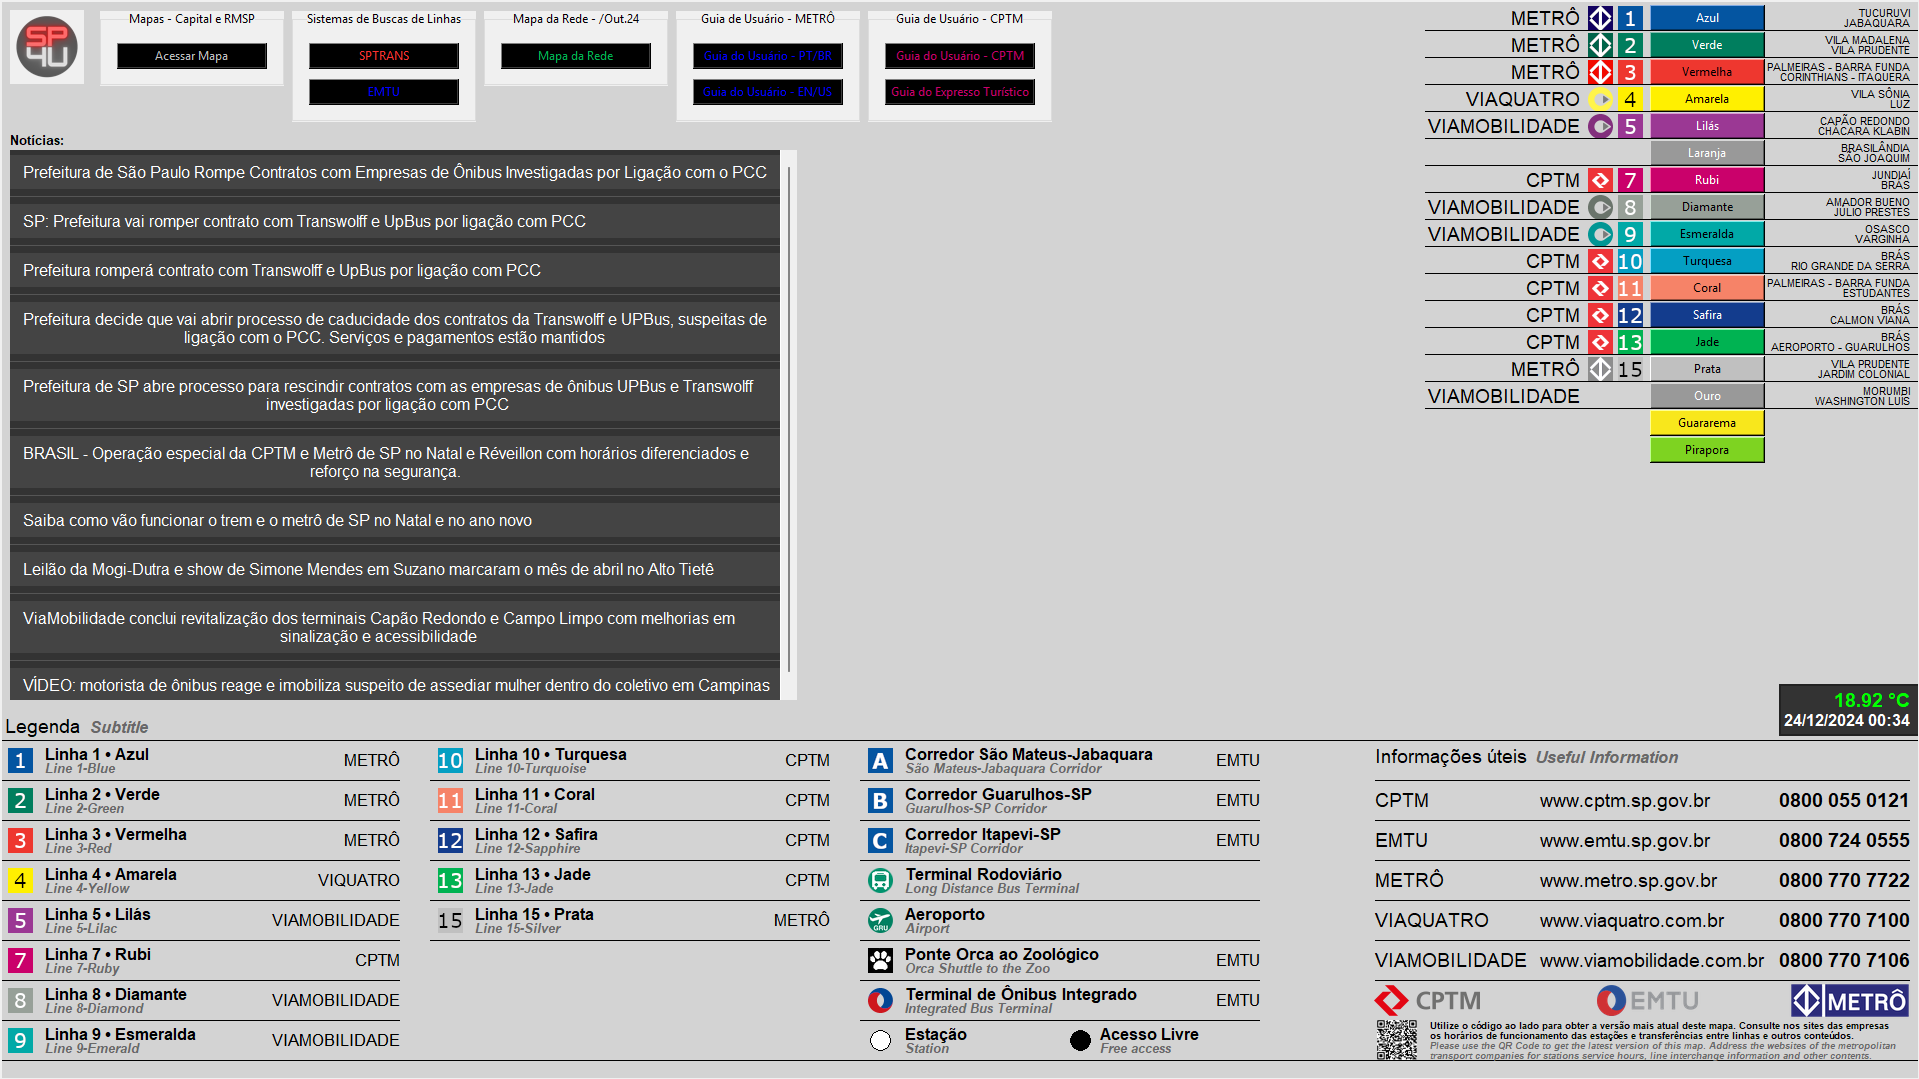 SP
4U
Mapas - Capital e RMSP
Acessar Mapa
Sistemas de Buscas de Linhas
SPTRANS
EMTU
Mapa da Rede - /Out.24
Mapa da Rede
Guia de Usuário - METRÔ
Guia do Usuário - PT/BR
Guia do Usuário - EN/US
Guia de Usuário - CPTM
Guia do Usuário - CPTM
Guia do Expresso Turístico
METRÔ 1 Azul TUCURUVI
JABAQUARA
METRÔ 2 Verde VILA MADALENA
VILA PRUDENTE
METRÔ 3 Vermelha PALMEIRAS - BARRA FUNDA
CORINTHIANS - ITAQUERA
VIAQUATRO 4 Amarela VILA SÔNIA
LUZ
VIAMOBILIDADE 5 Lilás CAPÃO REDONDO
CHÁCARA KLABIN
Laranja BRASILÂNDIA
SÃO JOAQUIM
CPTM 7 Rubi JUNDIAÍ
BRÁS
VIAMOBILIDADE 8 Diamante AMADOR BUENO
JÚLIO PRESTES
VIAMOBILIDADE 9 Esmeralda OSASCO
VARGINHA
CPTM 10 Turquesa BRÁS
RIO GRANDE DA SERRA
CPTM 11 Coral PALMEIRAS - BARRA FUNDA
ESTUDANTES
CPTM 12 Safira BRÁS
CALMON VIANA
CPTM 13 Jade BRÁS
AEROPORTO - GUARULHOS
METRÔ 15 Prata VILA PRUDENTE
JARDIM COLONIAL
VIAMOBILIDADE Ouro MORUMBI
WASHINGTON LUIS
Guararema
Pirapora
Notícias:
Prefeitura de São Paulo Rompe Contratos com Empresas de Ônibus Investigadas por Ligação com o PCC
SP: Prefeitura vai romper contrato com Transwolff e UpBus por ligação com PCC
Prefeitura romperá contrato com Transwolff e UpBus por ligação com PCC
Prefeitura decide que vai abrir processo de caducidade dos contratos da Transwolff e UPBus, suspeitas de
ligação com o PCC. Serviços e pagamentos estão mantidos
Prefeitura de SP abre processo para rescindir contratos com as empresas de ônibus UPBus e Transwolff
investigadas por ligação com PCC
BRASIL - Operação especial da CPTM e Metrô de SP no Natal e Réveillon com horários diferenciados e
reforço na segurança.
Saiba como vão funcionar o trem e o metrô de SP no Natal e no ano novo
Leilão da Mogi-Dutra e show de Simone Mendes em Suzano marcaram o mês de abril no Alto Tietê
ViaMobilidade conclui revitalização dos terminais Capão Redondo e Campo Limpo com melhorias em
sinalização e acessibilidade
VÍDEO: motorista de ônibus reage e imobiliza suspeito de assediar mulher dentro do coletivo em Campinas
18.92 °C
24/12/2024 00:34
Legenda Subtitle
1 Linha 1 • Azul METRÔ
Line 1-Blue
2 Linha 2 • Verde METRÔ
Line 2-Green
3 Linha 3 • Vermelha METRÔ
Line 3-Red
4 Linha 4 • Amarela VIQUATRO
Line 4-Yellow
5 Linha 5 • Lilás VIAMOBILIDADE
Line 5-Lilac
7 Linha 7 • Rubi CPTM
Line 7-Ruby
8 Linha 8 • Diamante VIAMOBILIDADE
Line 8-Diamond
9 Linha 9 • Esmeralda VIAMOBILIDADE
Line 9-Emerald
10 Linha 10 • Turquesa CPTM
Line 10-Turquoise
11 Linha 11 • Coral CPTM
Line 11-Coral
12 Linha 12 • Safira CPTM
Line 12-Sapphire
13 Linha 13 • Jade CPTM
Line 13-Jade
15 Linha 15 • Prata METRÔ
Line 15-Silver
A Corredor São Mateus-Jabaquara EMTU
São Mateus-Jabaquara Corridor
B Corredor Guarulhos-SP EMTU
Guarulhos-SP Corridor
C Corredor Itapevi-SP EMTU
Itapevi-SP Corridor
Terminal Rodoviário
Long Distance Bus Terminal
GRU Aeroporto
Airport
Ponte Orca ao Zoológico EMTU
Orca Shuttle to the Zoo
Terminal de Ônibus Integrado EMTU
Integrated Bus Terminal
Estação Acesso Livre
Station Free access
Informações úteis Useful Information
CPTM www.cptm.sp.gov.br 0800 055 0121
EMTU www.emtu.sp.gov.br 0800 724 0555
METRÔ www.metro.sp.gov.br 0800 770 7722
VIAQUATRO www.viaquatro.com.br 0800 770 7100
VIAMOBILIDADE www.viamobilidade.com.br 0800 770 7106
CPTM EMTU METRÔ
Utilize o código ao lado para obter a versão mais atual deste mapa. Consulte nos sites das empresas
os horários de funcionamento das estações e transferências entre linhas e outros conteúdos.
Please use the QR Code to get the latest version of this map. Address the websites of the metropolitan
transport companies for stations service hours, line interchange information and other contents.